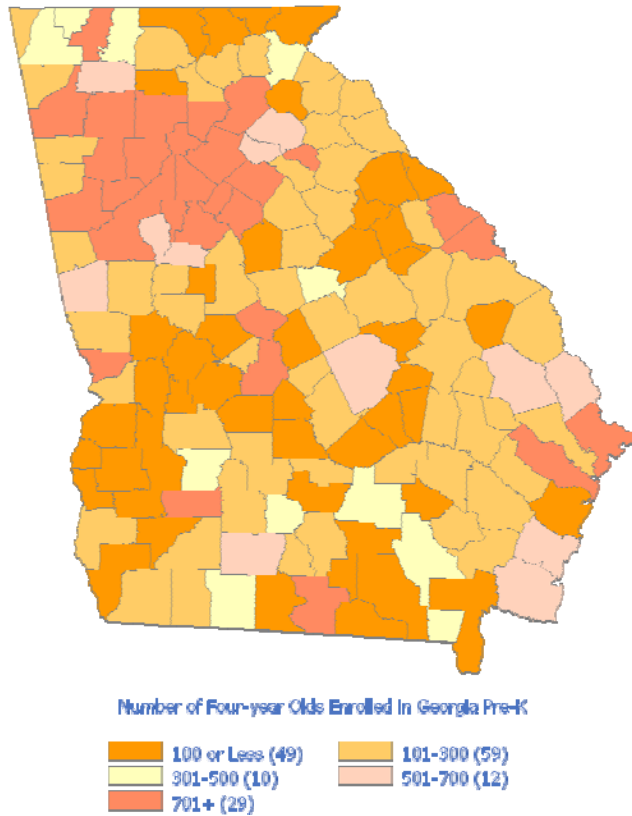 Number of Four-year Olds Enrolled in Georgia Pre-K
100 or Less (49)
101-300 (59)
301-500 (10)
501-700 (12)
701+ (29)